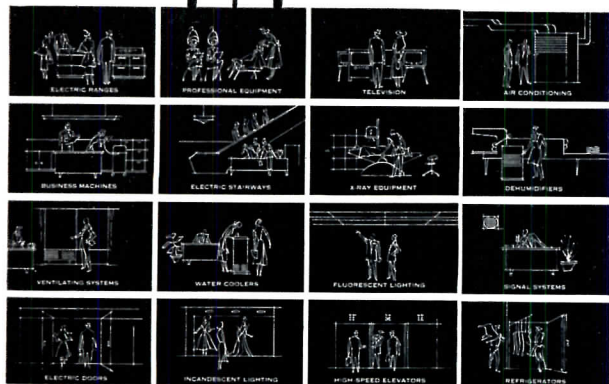 ELECTRIC RANGES
PROFESSIONAL EQUIPMENT
TELEVISION
AIR CONDITIONING
BUSINESS MACHINES
ELECTRIC STAIRWAYS
X-RAY EQUIPMENT
DEHUMIDIFIERS
VENTILATING SYSTEMS
WATER COOLERS
FLUORESCENT LIGHTING
SIGNAL SYSTEMS
ELECTRIC DOORS
INCANDESCENT LIGHTING
HIGH SPEED ELEVATORS
REFRIGERATORS